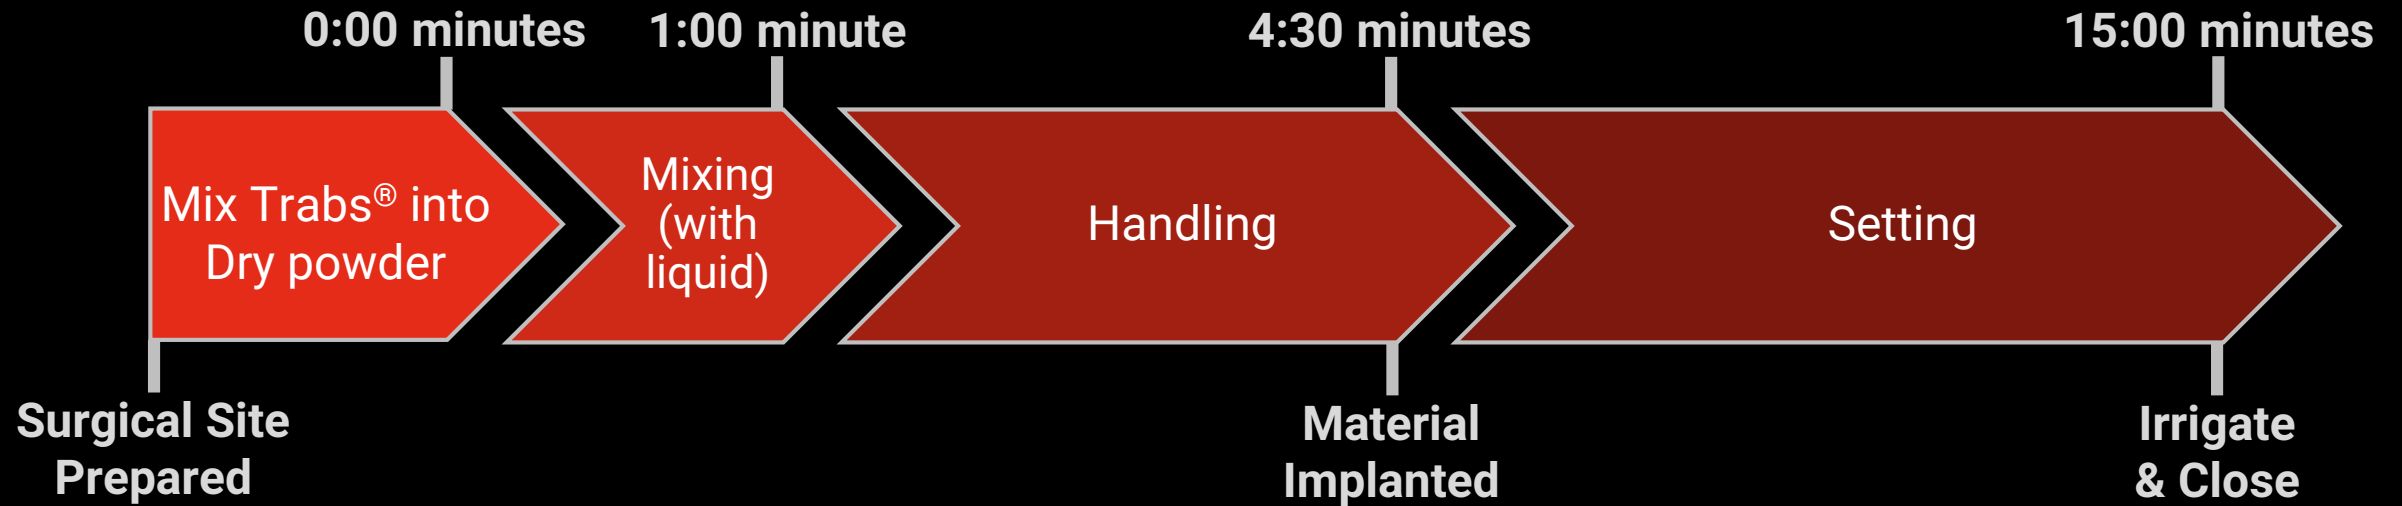 0:00 minutes
1:00 minute
4:30 minutes
15:00 minutes
Mix Trabs® into
Dry powder
Mixing
(with
liquid)
Handling
Setting
Surgical Site
Prepared
Material
Implanted
Irrigate
& Close